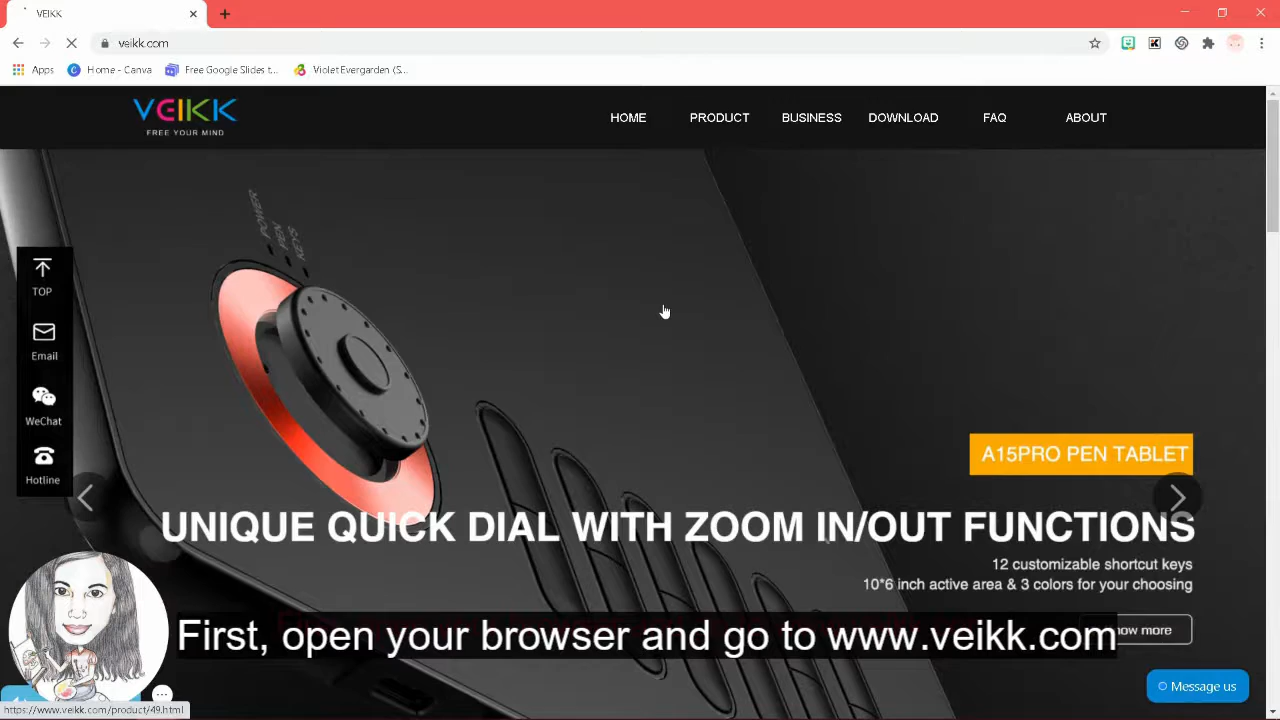 VEIKK
veikk.com
Apps
Home - Canva
Free Google Slides t...
Violet Evergarden (S...
VEIKK
FREE YOUR MIND
HOME
PRODUCT
BUSINESS
DOWNLOAD
FAQ
ABOUT
POWER
PEN
KEYS
TOP
Email
WeChat
Hotline
A15PRO PEN TABLET
UNIQUE QUICK DIAL WITH ZOOM IN/OUT FUNCTIONS
12 customizable shortcut keys
10*6 inch active area & 3 colors for your choosing
more
First, open your browser and go to www.veikk.com
Message us
https://www.veikk.com/product/49.html